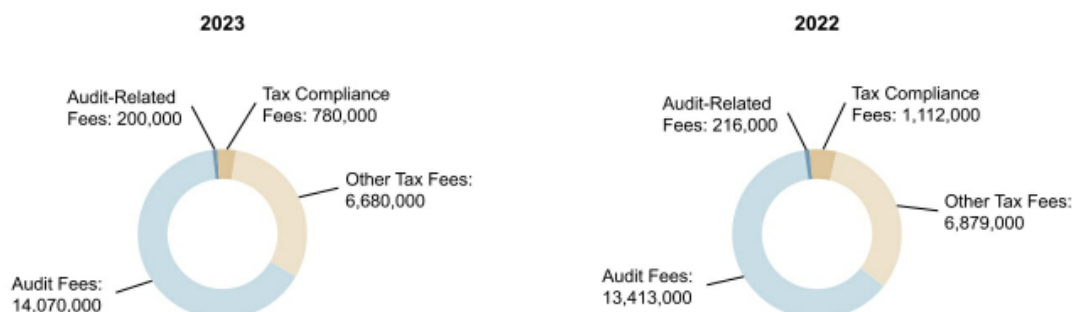 2023
Audit-Related
Fees: 200,000
Tax Compliance
Fees: 780,000
Other Tax Fees:
6,680,000
Audit Fees:
14,070,000
2022
Audit-Related
Fees: 216,000
Tax Compliance
Fees: 1,112,000
Other Tax Fees:
6,879,000
Audit Fees:
13,413,000